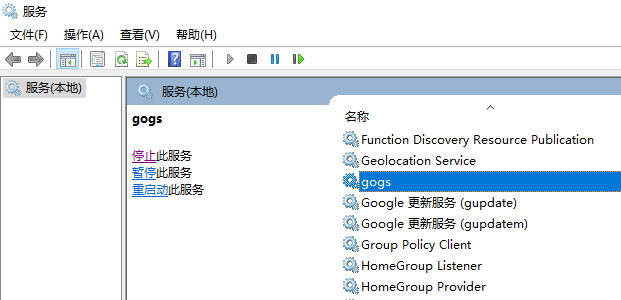 服务
文件(F) 操作(A) 查看(V) 帮助(H)
服务(本地)
服务(本地)
gogs
停止此服务
暂停此服务
重启动此服务
名称
Function Discovery Resource Publication
Geolocation Service
gogs
Google 更新服务 (gupdate)
Google 更新服务 (gupdatem)
Group Policy Client
HomeGroup Listener
HomeGroup Provider